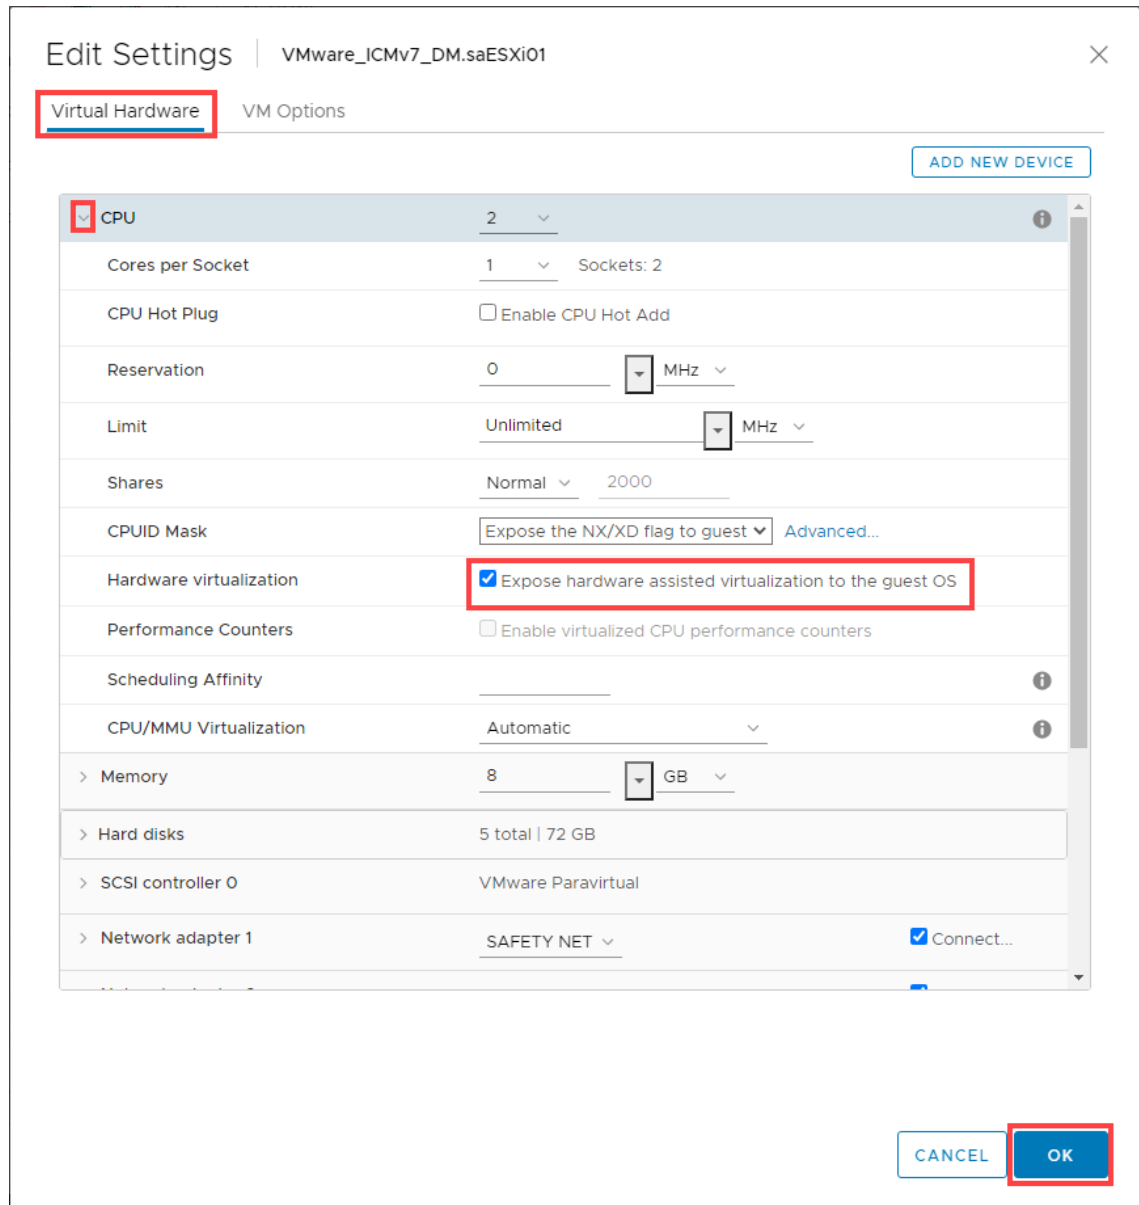 Edit Settings VMware_ICMv7_DM.saESXi01
Virtual Hardware VM Options
ADD NEW DEVICE
CPU 2
Cores per Socket 1 Sockets: 2
CPU Hot Plug Enable CPU Hot Add
Reservation 0 MHz
Limit Unlimited MHz
Shares Normal 2000
CPUID Mask Expose the NX/XD flag to guest Advanced...
Hardware virtualization Expose hardware assisted virtualization to the guest OS
Performance Counters Enable virtualized CPU performance counters
Scheduling Affinity
CPU/MMU Virtualization Automatic
Memory 8 GB
Hard disks 5 total | 72 GB
SCSI controller 0 VMware Paravirtual
Network adapter 1 SAFETY NET Connect...
CANCEL OK